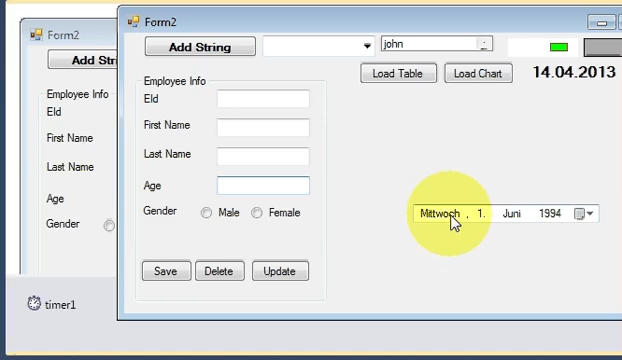 Form2
Add String
john
Load Table
Load Chart
14.04.2013
Employee Info
EId
First Name
Last Name
Age
Gender
Male
Female
Mittwoch , 1. Juni 1994
Save
Delete
Update
Form2
Add Stri
Employee Info
EId
First Name
Last Name
Age
Gender
timer1